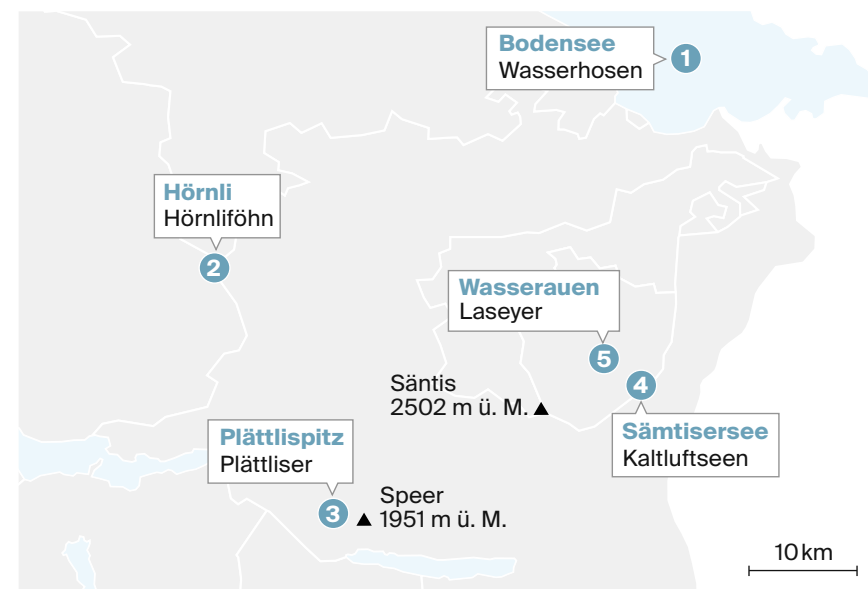 Bodensee
Wasserhosen
1
Hörnli
Hörnliföhn
2
Wasserauen
Laseyer
5
4
Säntis
2502 m ü. M.
Sämtisersee
Kaltluftseen
Plättlispitz
Plättliser
3
Speer
1951 m ü. M.
10 km